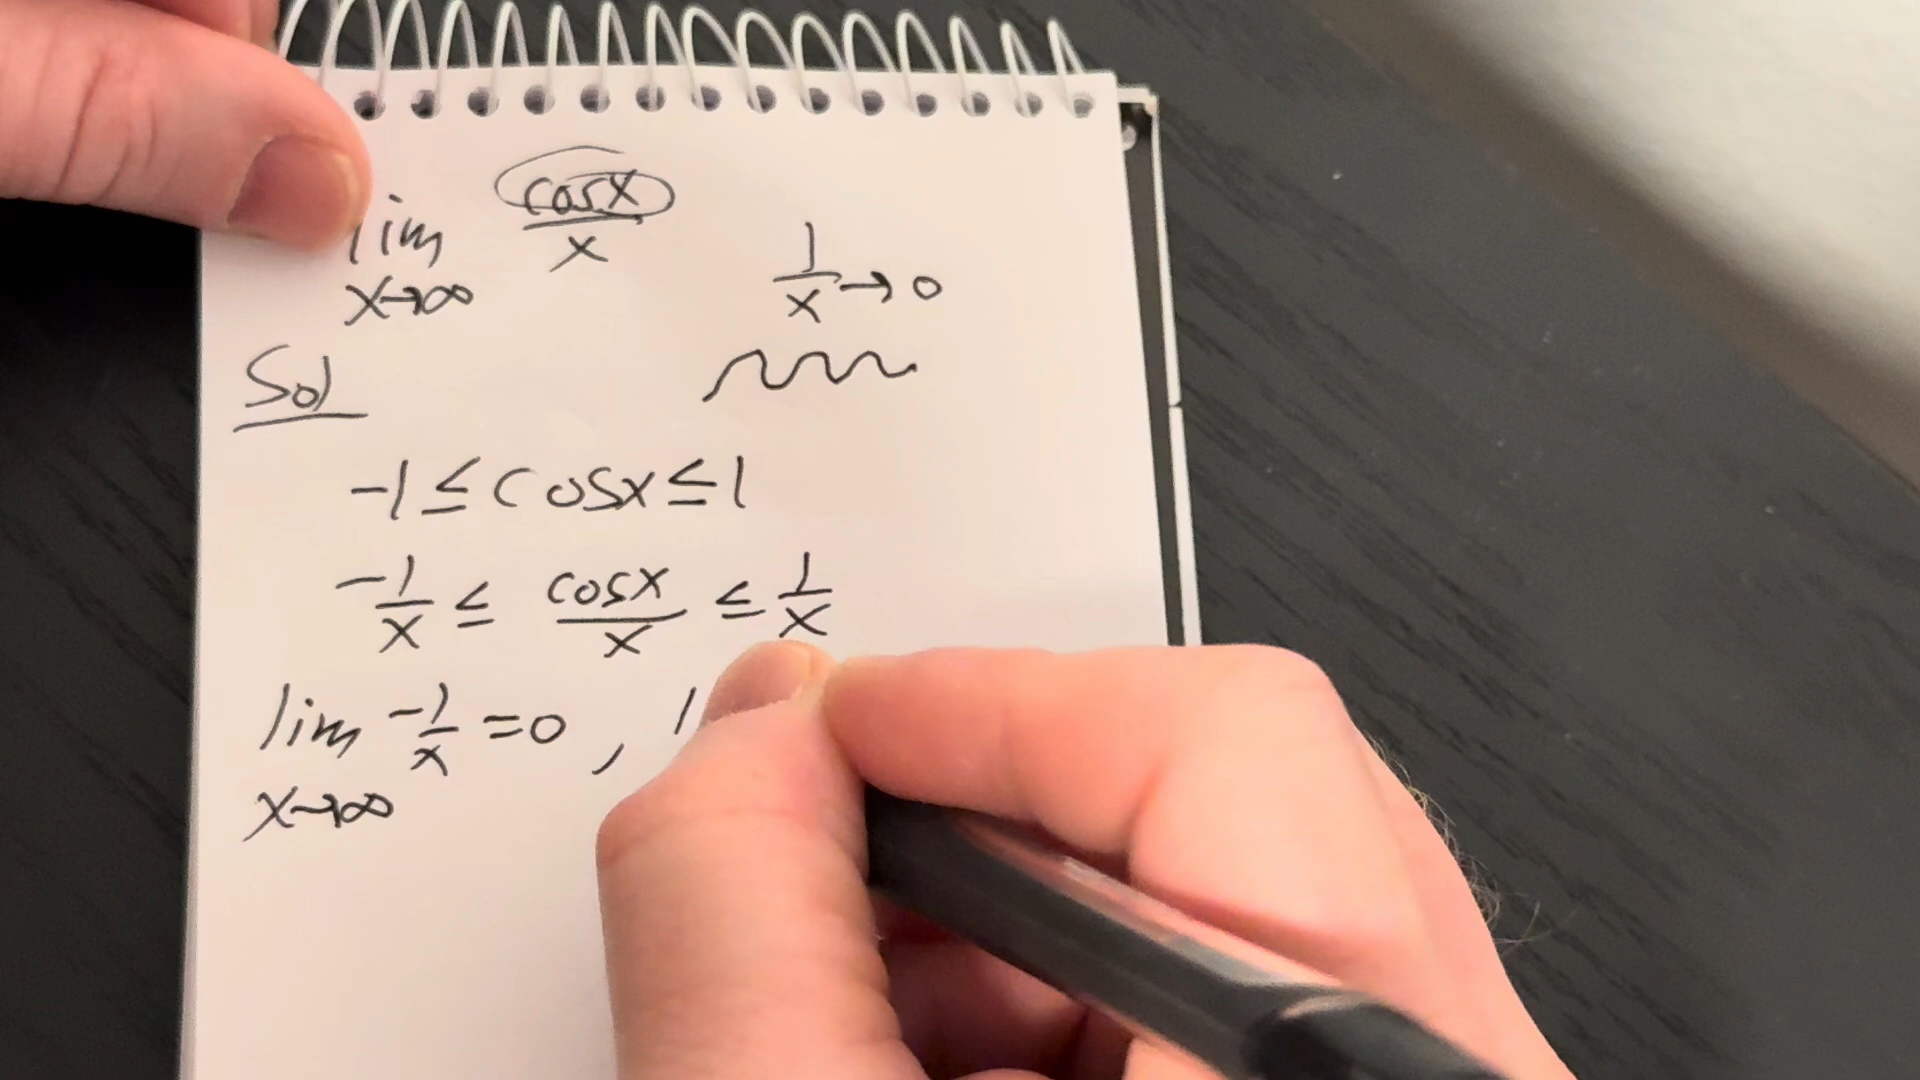 lim cosx/x
x→∞
1/x → 0
Sol
-1 ≤ cosx ≤ 1
-1/x ≤ cosx/x ≤ 1/x
lim -1/x = 0 , l
x→∞